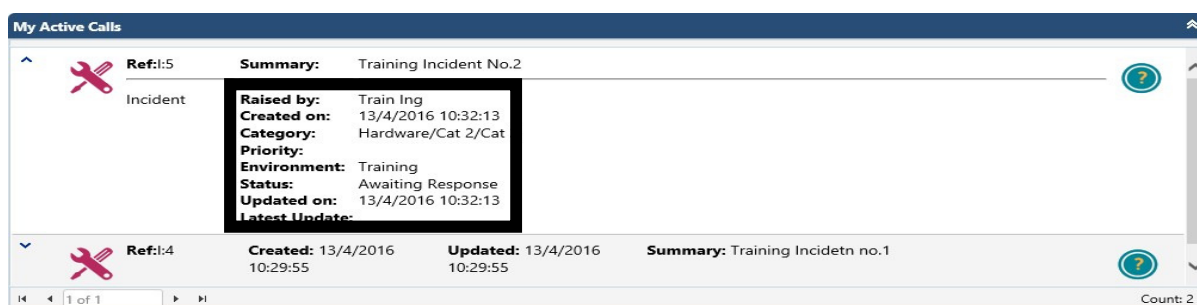 My Active Calls
Ref:I:5 Summary: Training Incident No.2
Incident
Raised by: Train Ing
Created on: 13/4/2016 10:32:13
Category: Hardware/Cat 2/Cat
Priority:
Environment: Training
Status: Awaiting Response
Updated on: 13/4/2016 10:32:13
Latest Update:
Ref:I:4 Created: 13/4/2016 Updated: 13/4/2016 Summary: Training Incidetn no.1
10:29:55 10:29:55
1 of 1 Count: 2